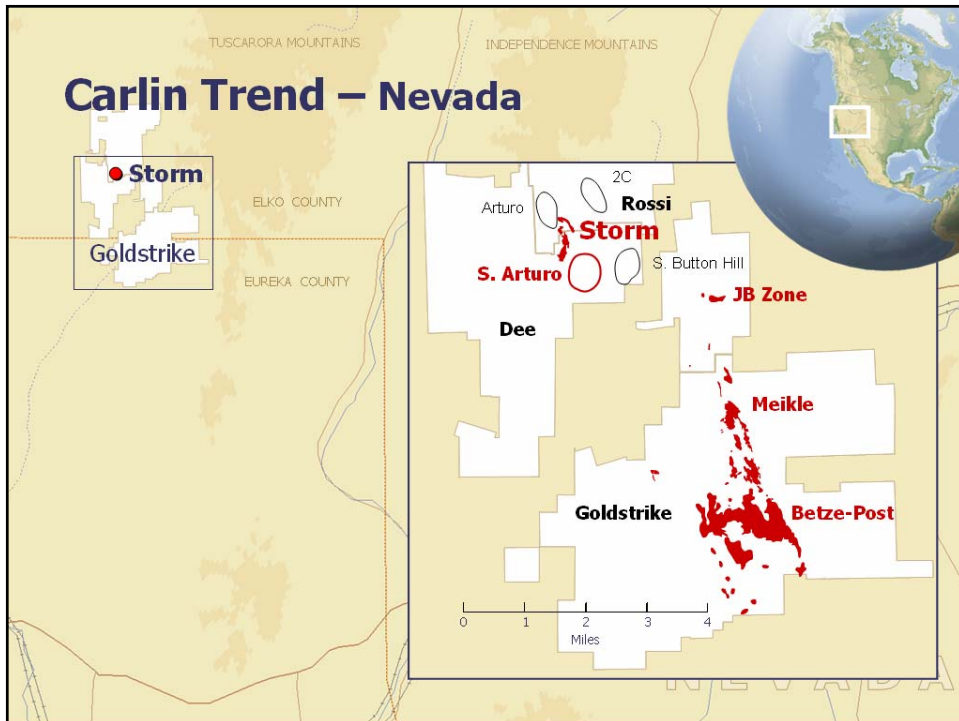 TUSCARORA MOUNTAINS
INDEPENDENCE MOUNTAINS
Carlin Trend – Nevada
Storm
ELKO COUNTY
Goldstrike
EUREKA COUNTY
2C
Arturo
Rossi
Storm
S. Arturo
S. Button Hill
JB Zone
Dee
Meikle
Goldstrike
Betze-Post
0 1 2 3 4
Miles
NEVADA